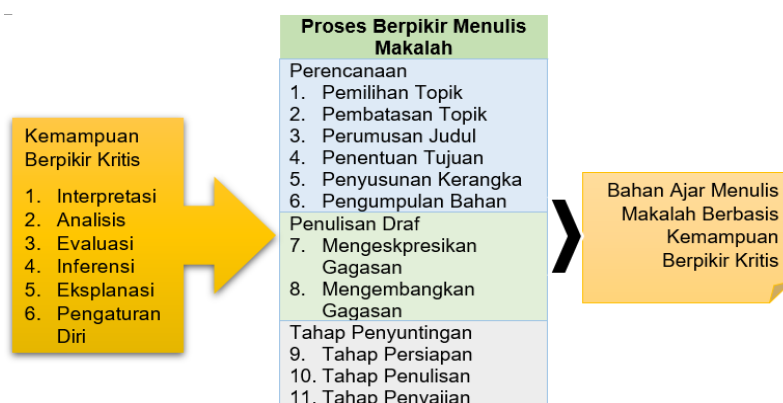 Kemampuan
Berpikir Kritis
1. Interpretasi
2. Analisis
3. Evaluasi
4. Inferensi
5. Eksplanasi
6. Pengaturan
Diri
Proses Berpikir Menulis
Makalah
Perencanaan
1. Pemilihan Topik
2. Pembatasan Topik
3. Perumusan Judul
4. Penentuan Tujuan
5. Penyusunan Kerangka
6. Pengumpulan Bahan
Penulisan Draf
7. Mengeskpresikan
Gagasan
8. Mengembangkan
Gagasan
Tahap Penyuntingan
9. Tahap Persiapan
10. Tahap Penulisan
11. Tahap Penyajian
Bahan Ajar Menulis
Makalah Berbasis
Kemampuan
Berpikir Kritis